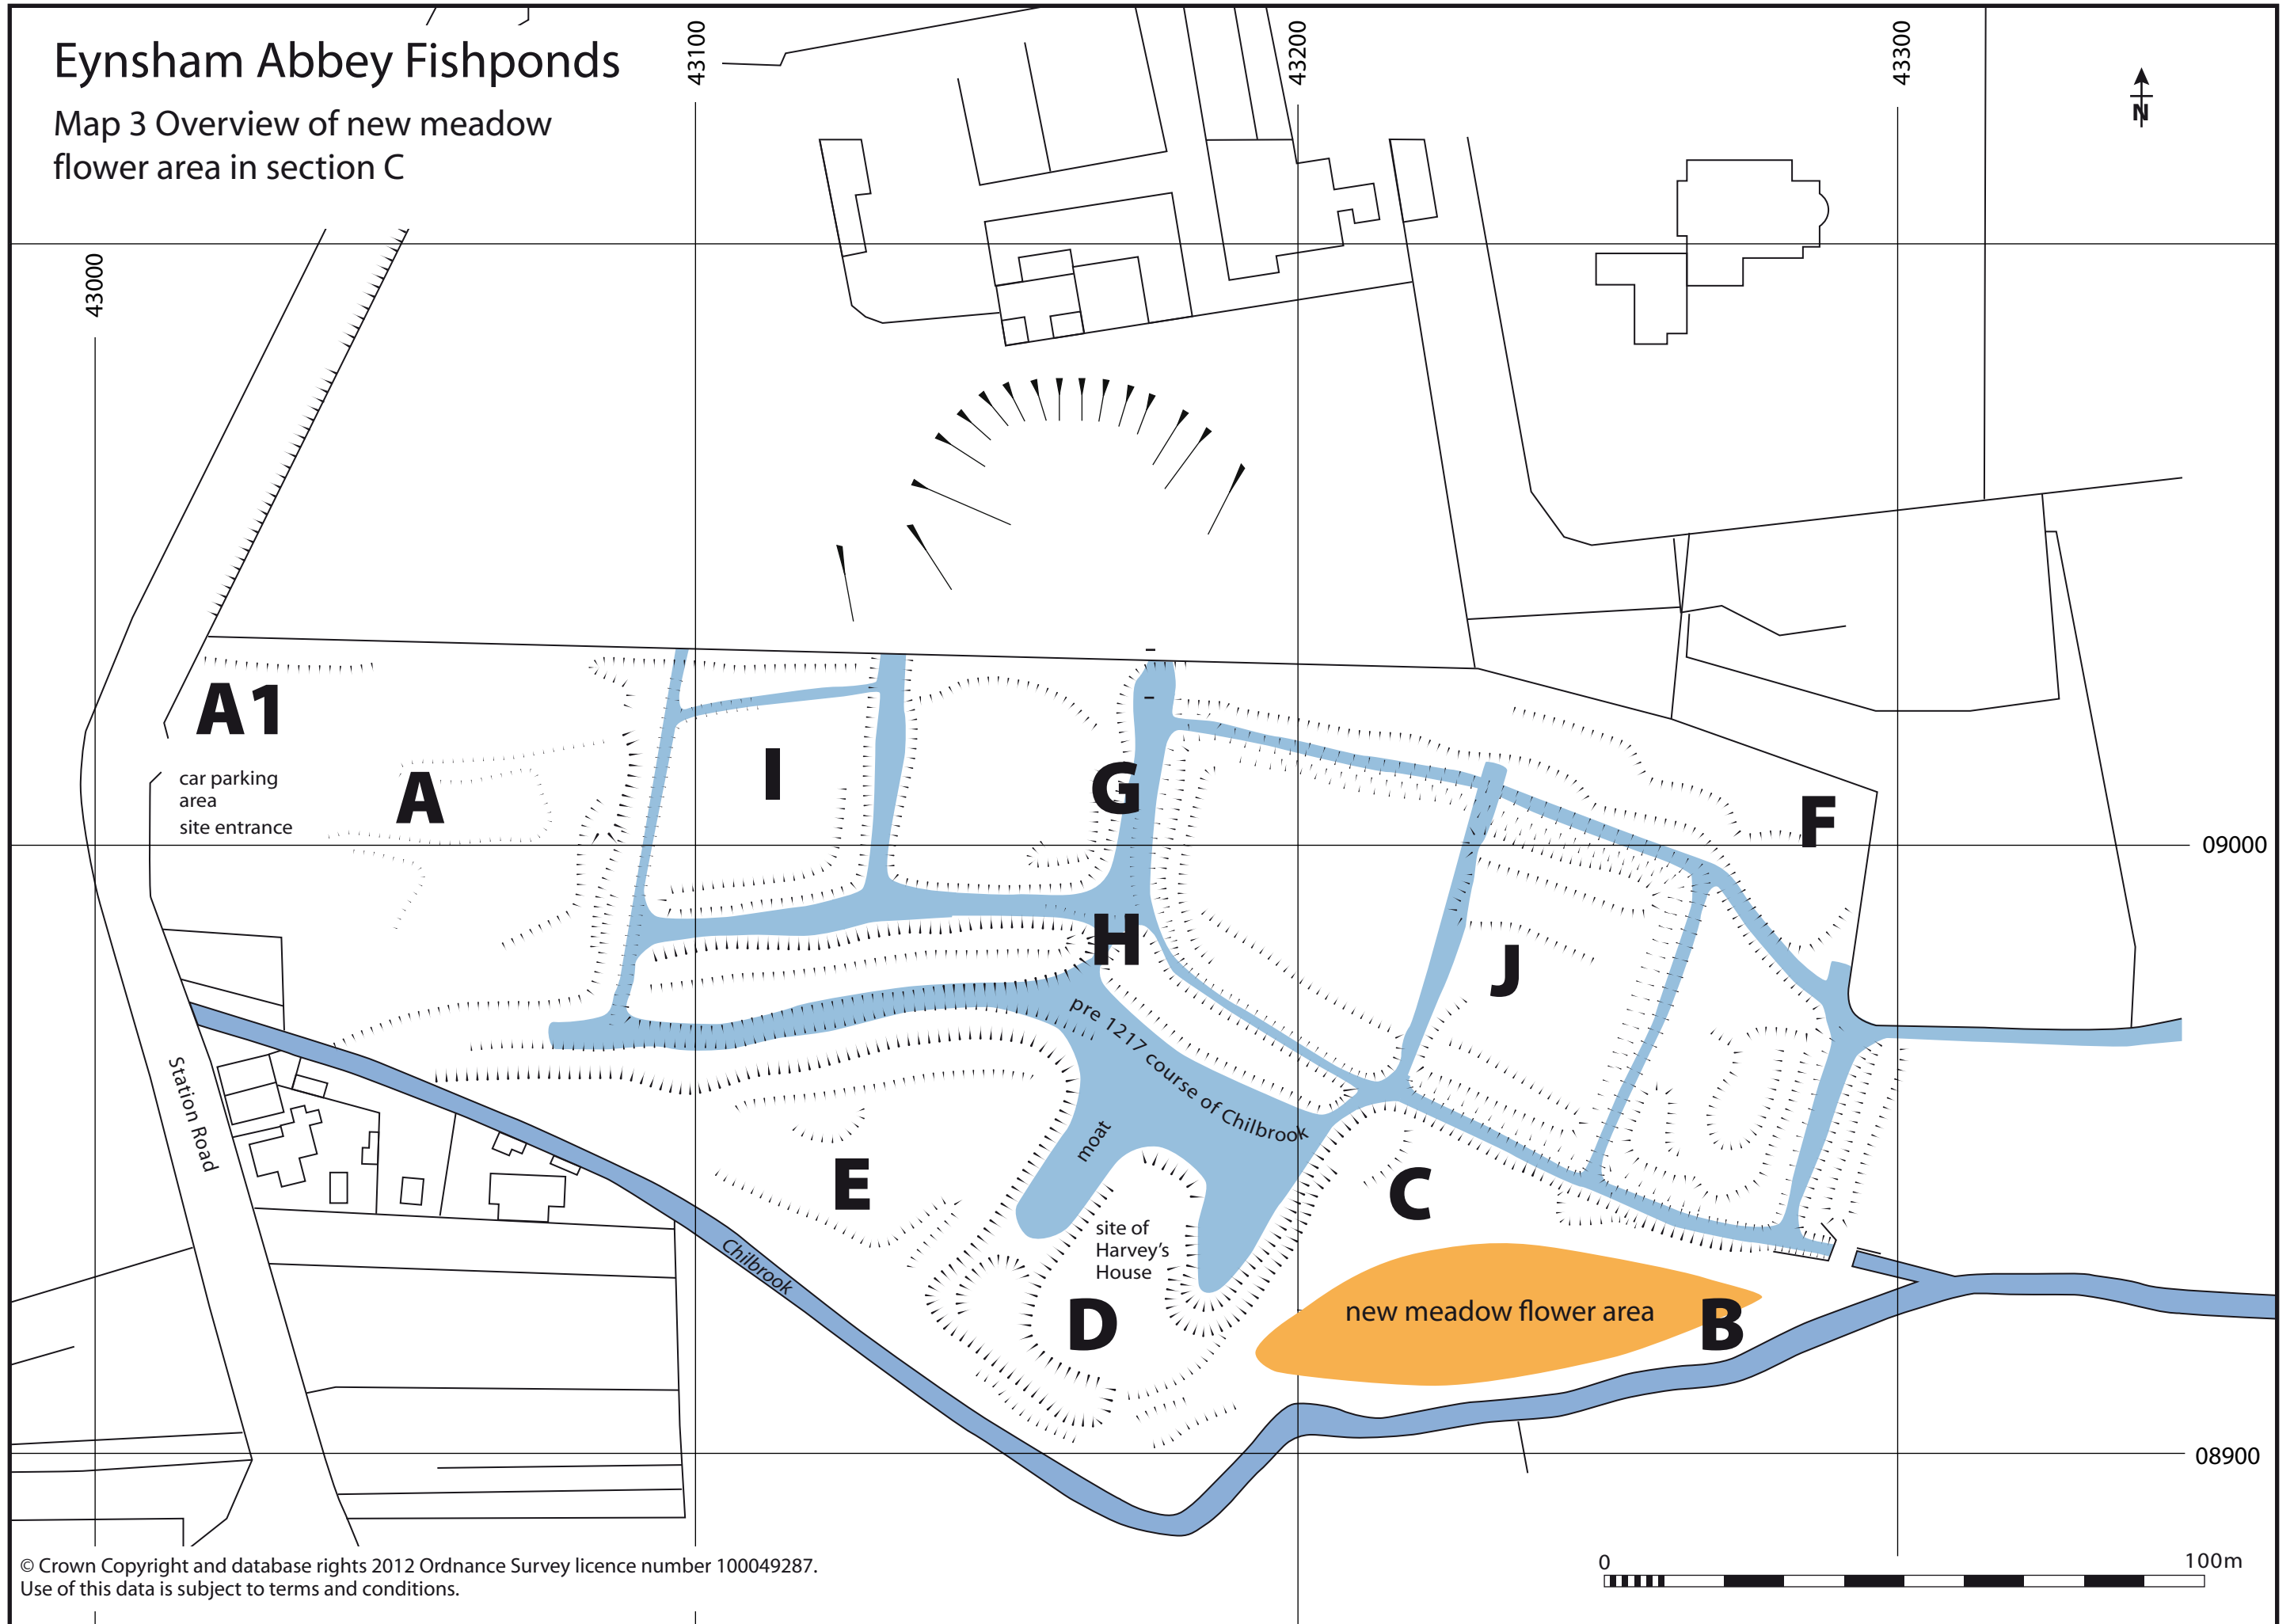 Eynsham Abbey Fishponds
Map 3 Overview of new meadow
flower area in section C
43000
43100
43200
43300
N
A1
car parking
area
site entrance
A
I
G
F
09000
H
J
pre 1217 course of Chilbrook
moat
Station Road
E
C
site of
Harvey's
House
Chilbrook
D
new meadow flower area
B
08900
0
100m
© Crown Copyright and database rights 2012 Ordnance Survey licence number 100049287.
Use of this data is subject to terms and conditions.